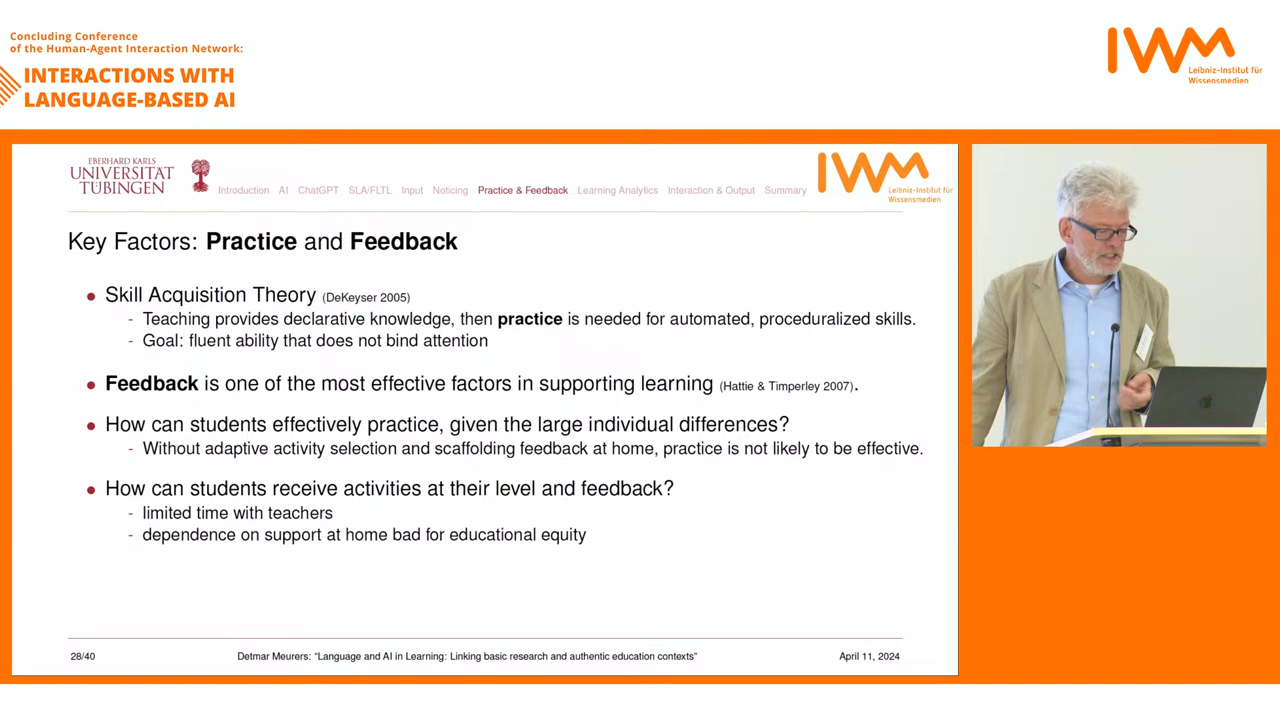 Concluding Conference
of the Human-Agent Interaction Network:
INTERACTIONS WITH
LANGUAGE-BASED AI
IWM
Leibniz-Institut für
Wissensmedien
EBERHARD KARLS
UNIVERSITÄT
TÜBINGEN
Introduction AI ChatGPT SLA/FLTL Input Noticing Practice & Feedback Learning Analytics Interaction & Output Summary
IWM
Leibniz-Institut für
Wissensmedien
Key Factors: Practice and Feedback
• Skill Acquisition Theory (DeKeyser 2005)
- Teaching provides declarative knowledge, then practice is needed for automated, proceduralized skills.
- Goal: fluent ability that does not bind attention
• Feedback is one of the most effective factors in supporting learning (Hattie & Timperley 2007).
• How can students effectively practice, given the large individual differences?
- Without adaptive activity selection and scaffolding feedback at home, practice is not likely to be effective.
• How can students receive activities at their level and feedback?
- limited time with teachers
- dependence on support at home bad for educational equity
28/40 Detmar Meurers: “Language and AI in Learning: Linking basic research and authentic education contexts” April 11, 2024